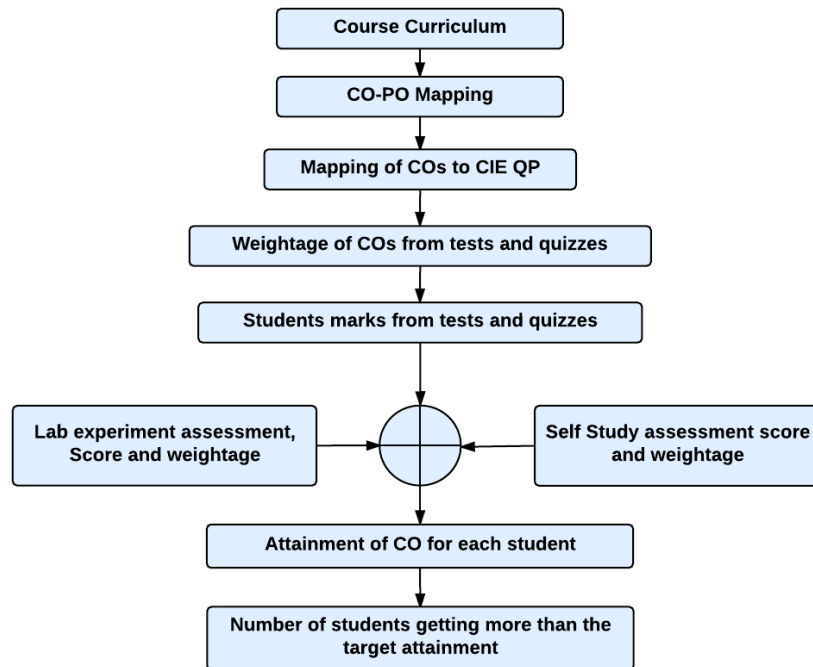 Course Curriculum
CO-PO Mapping
Mapping of COs to CIE QP
Weightage of COs from tests and quizzes
Students marks from tests and quizzes
Lab experiment assessment,
Score and weightage
Self Study assessment score
and weightage
Attainment of CO for each student
Number of students getting more than the
target attainment